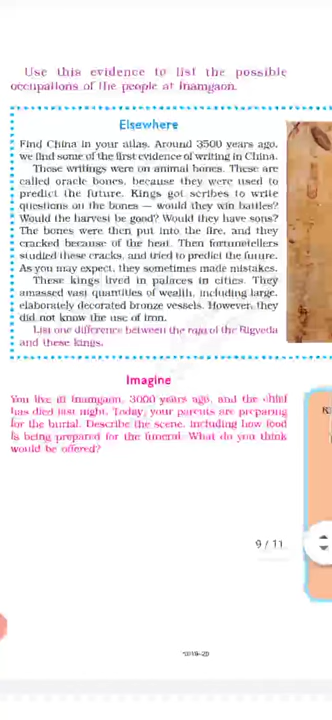 Use this evidence to list the possible
occupations of the people at Inamgaon.
Elsewhere
Find China in your atlas. Around 3500 years ago,
we find some of the first evidence of writing in China.
These writings were on animal bones. These are
called oracle bones, because they were used to
predict the future. Kings got scribes to write
questions on the bones — would they win battles?
Would the harvest be good? Would they have sons?
The bones were then put into the fire, and they
cracked because of the heat. Then fortunetellers
studied these cracks, and tried to predict the future.
As you may expect, they sometimes made mistakes.
These kings lived in palaces in cities. They
amassed vast quantities of wealth, including large,
elaborately decorated bronze vessels. However, they
did not know the use of iron.
List one difference between the raja of the Rigveda
and these kings.
Imagine
You live in Inamgaon, 3000 years ago, and the chief
has died last night. Today, your parents are preparing
for the burial. Describe the scene, including how food
is being prepared for the funeral. What do you think
would be offered?
K
9 / 11
2019-20